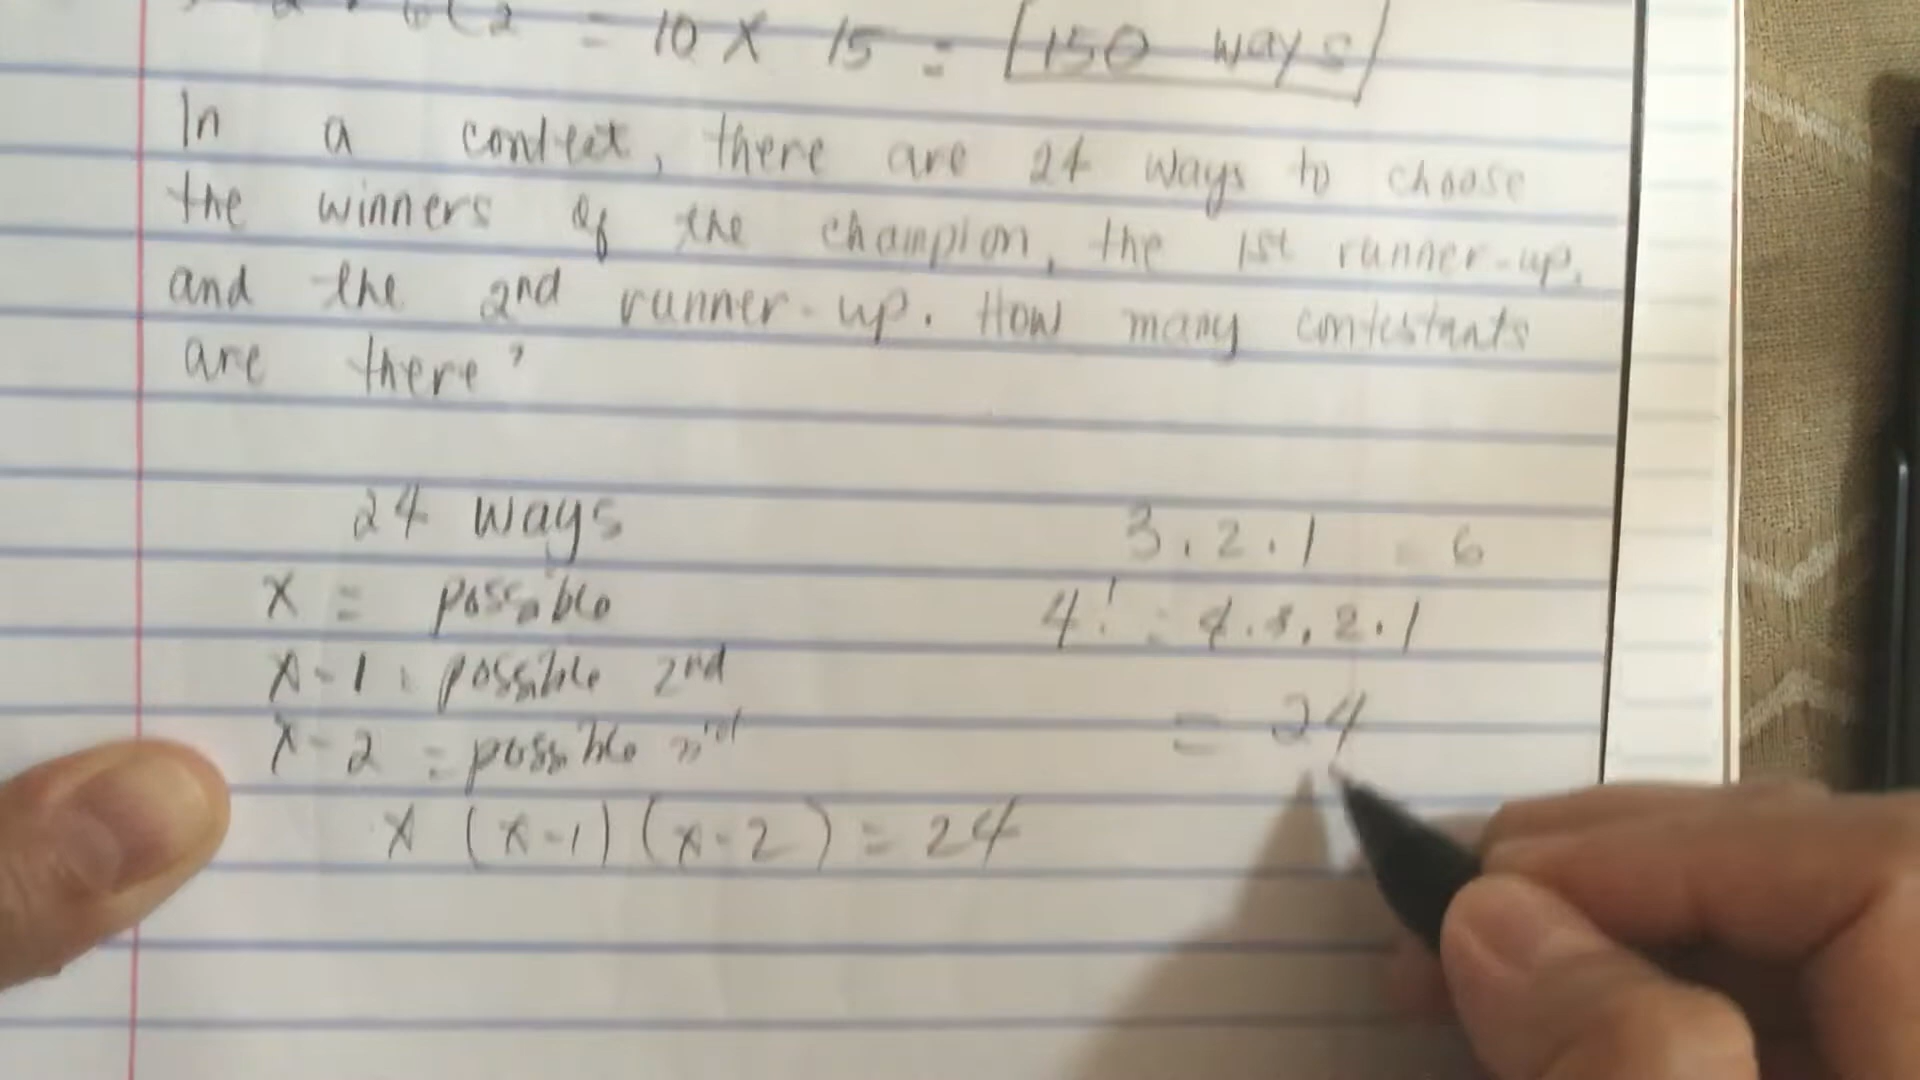 = 10 X 15 = 150 ways
In a contest, there are 24 ways to choose
the winners of the champion, the 1st runner-up,
and the 2nd runner-up. How many contestants
are there?
24 ways
x = possible
x-1 = possible 2nd
x-2 = possible
x (x-1) (x-2) = 24
3.2.1 = 6
4! = 4.3.2.1
= 24